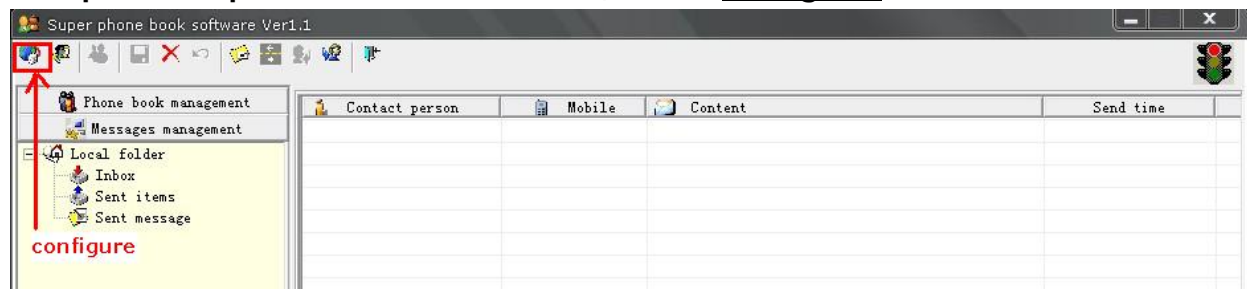 Super phone book software Ver1.1
Phone book management
Messages management
Local folder
Inbox
Sent items
Sent message
configure
Contact person Mobile Content Send time